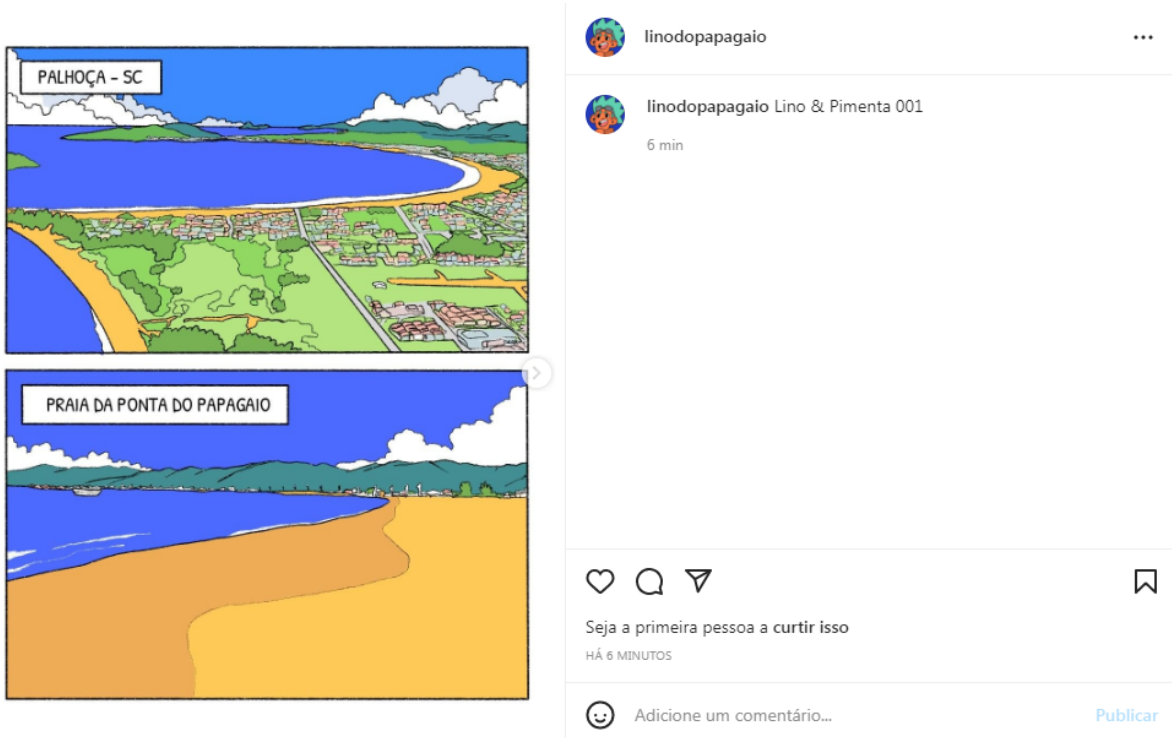 PALHOÇA - SC
PRAIA DA PONTA DO PAPAGAIO
linodopapagaio
linodopapagaio Lino & Pimenta 001
6 min
Seja a primeira pessoa a curtir isso
HÁ 6 MINUTOS
Adicione um comentário...
Publicar